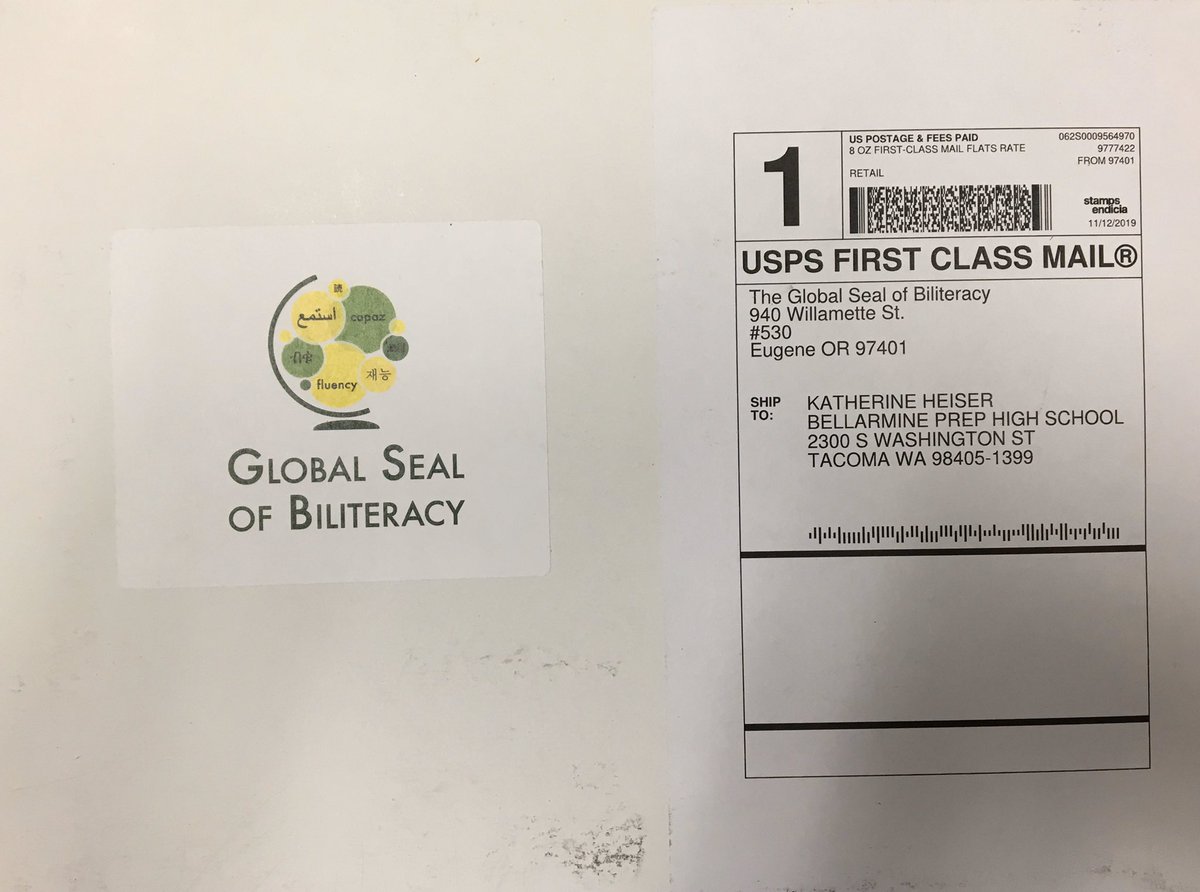 読
استمع
capaz
ብቁ
fluency
재능
GLOBAL SEAL
OF BILITERACY
1
US POSTAGE & FEES PAID
8 OZ FIRST-CLASS MAIL FLATS RATE
RETAIL
062S0009564970
9777422
FROM 97401
stamps
endicia
11/12/2019
USPS FIRST CLASS MAIL®
The Global Seal of Biliteracy
940 Willamette St.
#530
Eugene OR 97401
SHIP
TO:
KATHERINE HEISER
BELLARMINE PREP HIGH SCHOOL
2300 S WASHINGTON ST
TACOMA WA 98405-1399